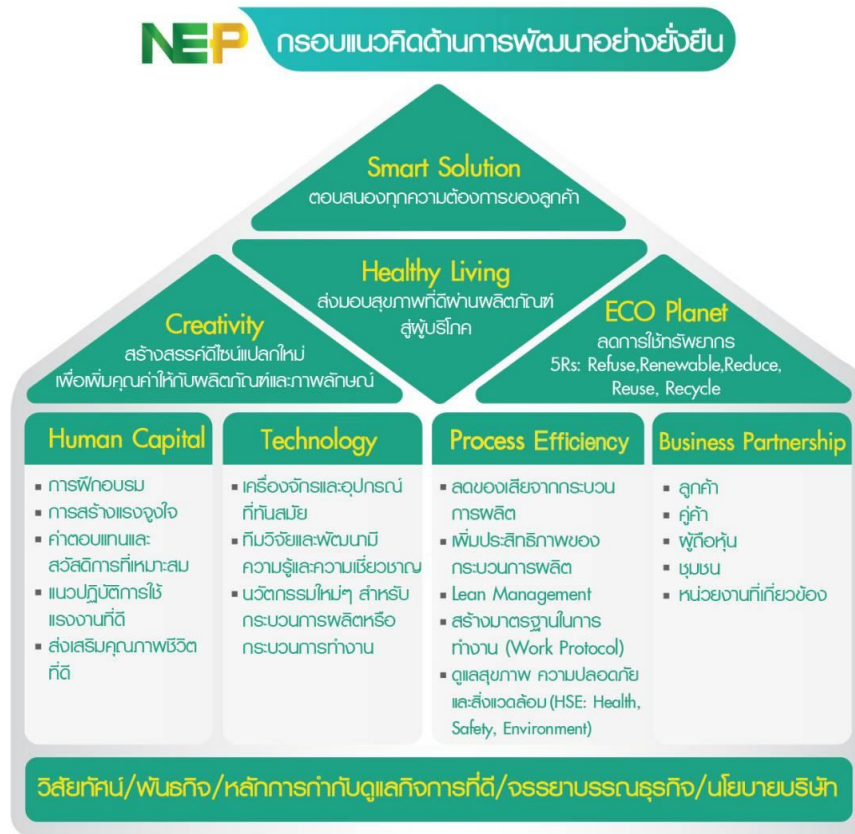 NEP กรอบแนวคิดด้านการพัฒนาอย่างยั่งยืน
Smart Solution
ตอบสนองทุกความต้องการของลูกค้า
Healthy Living
ส่งมอบสุขภาพที่ดีผ่านผลิตภัณฑ์
สู่ผู้บริโภค
Creativity
สร้างสรรค์ดีไซน์แปลกใหม่
เพื่อเพิ่มคุณค่าให้กับผลิตภัณฑ์และภาพลักษณ์
ECO Planet
ลดการใช้ทรัพยากร
5Rs: Refuse,Renewable,Reduce,
Reuse, Recycle
Human Capital
▪ การฝึกอบรม
▪ การสร้างแรงจูงใจ
▪ ค่าตอบแทนและ
สวัสดิการที่เหมาะสม
▪ แนวปฏิบัติการใช้
แรงงานที่ดี
▪ ส่งเสริมคุณภาพชีวิต
ที่ดี
Technology
▪ เครื่องจักรและอุปกรณ์
ที่ทันสมัย
▪ ทีมวิจัยและพัฒนามี
ความรู้และความเชี่ยวชาญ
▪ นวัตกรรมใหม่ๆ สำหรับ
กระบวนการผลิตหรือ
กระบวนการทำงาน
Process Efficiency
▪ ลดของเสียจากกระบวน
การผลิต
▪ เพิ่มประสิทธิภาพของ
กระบวนการผลิต
▪ Lean Management
▪ สร้างมาตรฐานในการ
ทำงาน (Work Protocol)
▪ ดูแลสุขภาพ ความปลอดภัย
และสิ่งแวดล้อม (HSE: Health,
Safety, Environment)
Business Partnership
▪ ลูกค้า
▪ คู่ค้า
▪ ผู้ถือหุ้น
▪ ชุมชน
▪ หน่วยงานที่เกี่ยวข้อง
วิสัยทัศน์/พันธกิจ/หลักการกำกับดูแลกิจการที่ดี/จรรยาบรรณธุรกิจ/นโยบายบริษัท